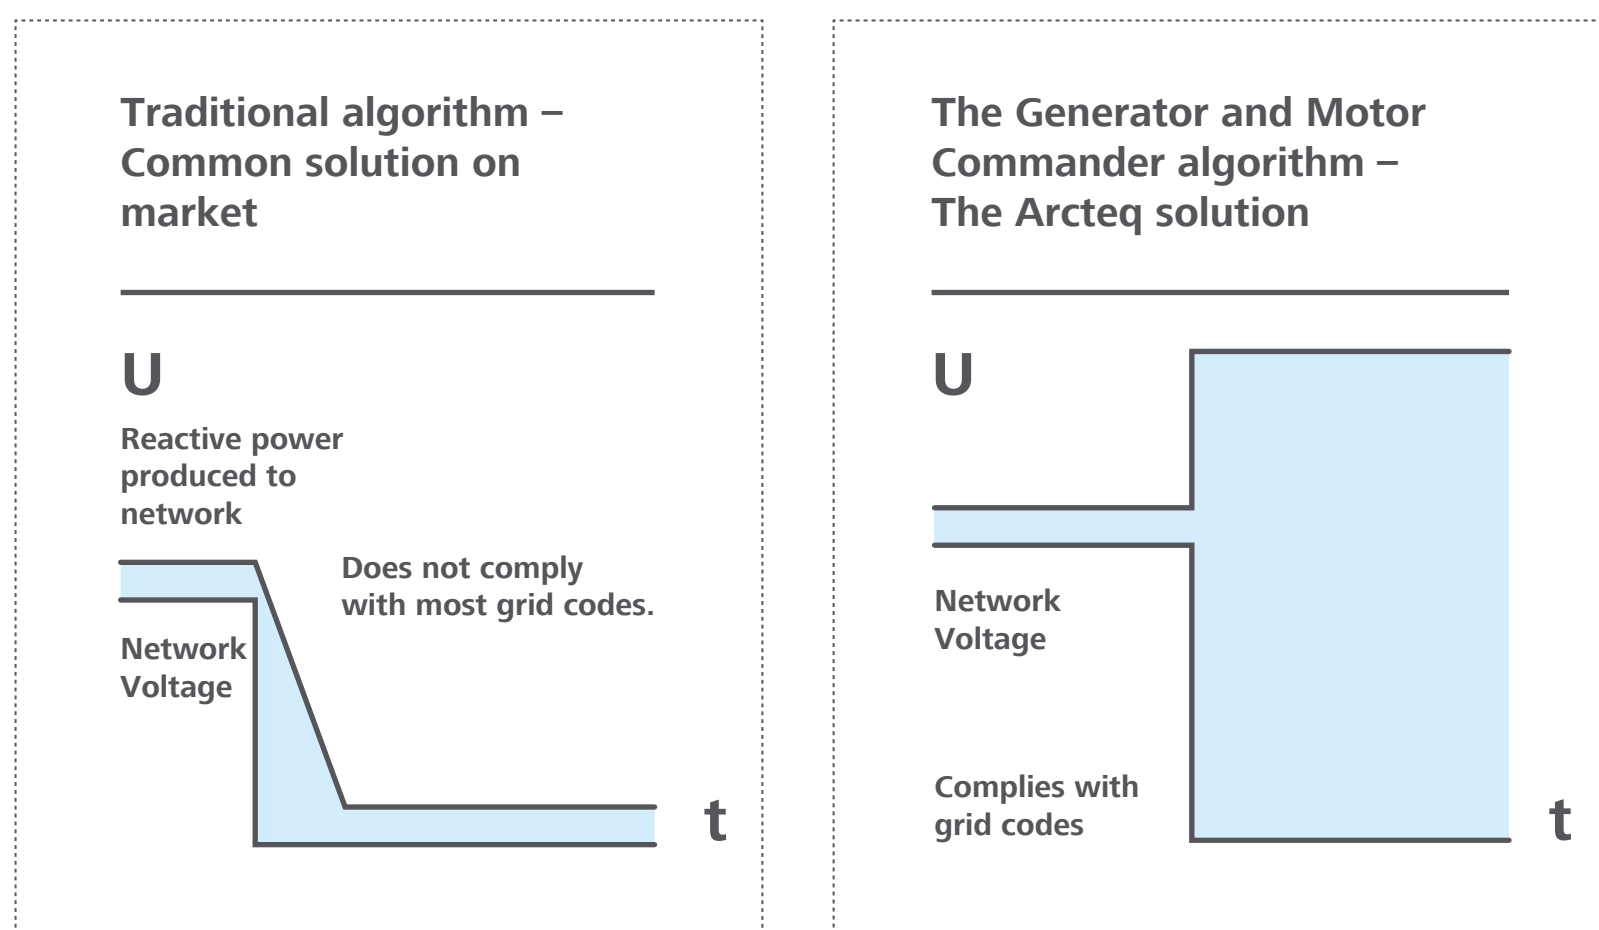 Traditional algorithm –
Common solution on
market
U
Reactive power
produced to
network
Does not comply
with most grid codes.
Network
Voltage
t
The Generator and Motor
Commander algorithm –
The Arcteq solution
U
Network
Voltage
Complies with
grid codes
t